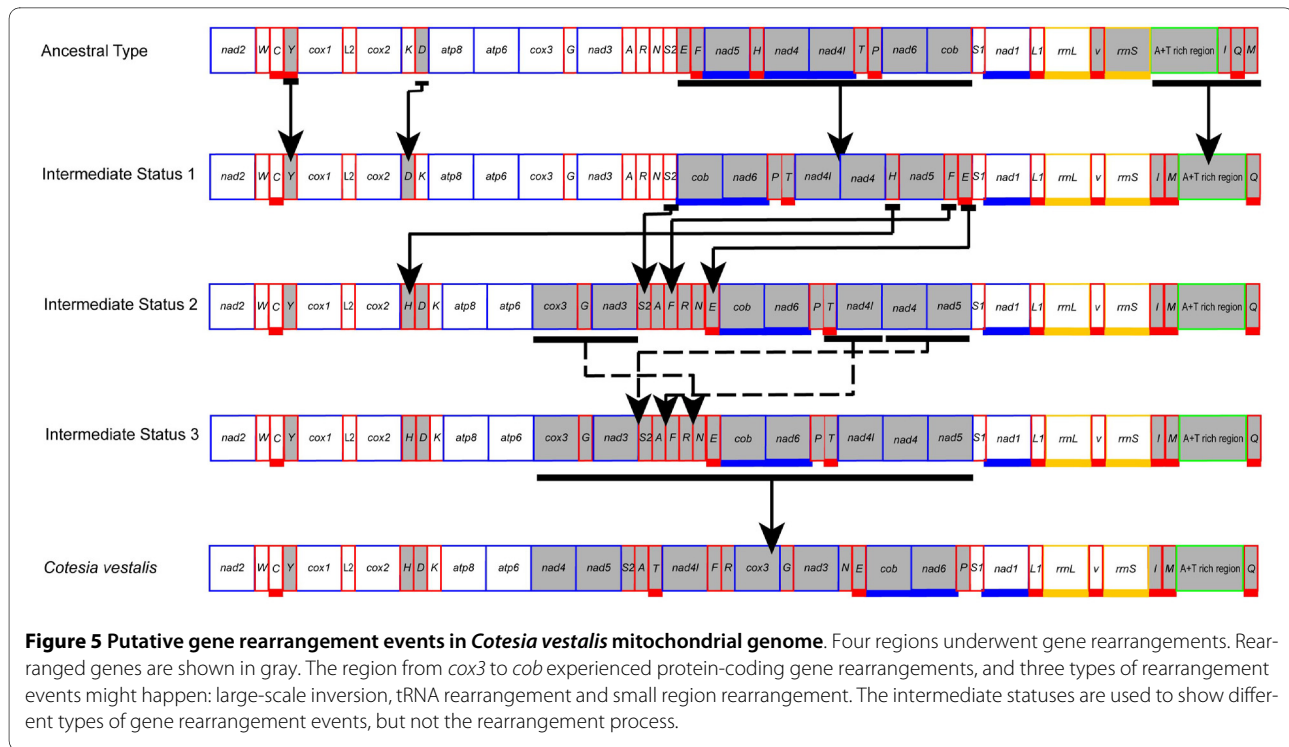 Ancestral Type nad2 W C Y cox1 L2 cox2 K D atp8 atp6 cox3 G nad3 A R N S2 E F nad5 H nad4 nad4l T P nad6 cob S1 nad1 L1 rrnL v rrnS A+T rich region I Q M
Intermediate Status 1 nad2 W C Y cox1 L2 cox2 D K atp8 atp6 cox3 G nad3 A R N S2 cob nad6 P T nad4l nad4 H nad5 F E S1 nad1 L1 rrnL v rrnS I M A+T rich region Q
Intermediate Status 2 nad2 W C Y cox1 L2 cox2 H D K atp8 atp6 cox3 G nad3 S2 A F R N E cob nad6 P T nad4l nad4 nad5 S1 nad1 L1 rrnL v rrnS I M A+T rich region Q
Intermediate Status 3 nad2 W C Y cox1 L2 cox2 H D K atp8 atp6 cox3 G nad3 S2 A F R N E cob nad6 P T nad4l nad4 nad5 S1 nad1 L1 rrnL v rrnS I M A+T rich region Q
Cotesia vestalis nad2 W C Y cox1 L2 cox2 H D K atp8 atp6 nad4 nad5 S2 A T nad4l F R cox3 G nad3 N E cob nad6 P S1 nad1 L1 rrnL v rrnS I M A+T rich region Q
Figure 5 Putative gene rearrangement events in Cotesia vestalis mitochondrial genome. Four regions underwent gene rearrangements. Rear-
ranged genes are shown in gray. The region from cox3 to cob experienced protein-coding gene rearrangements, and three types of rearrangement
events might happen: large-scale inversion, tRNA rearrangement and small region rearrangement. The intermediate statuses are used to show differ-
ent types of gene rearrangement events, but not the rearrangement process.